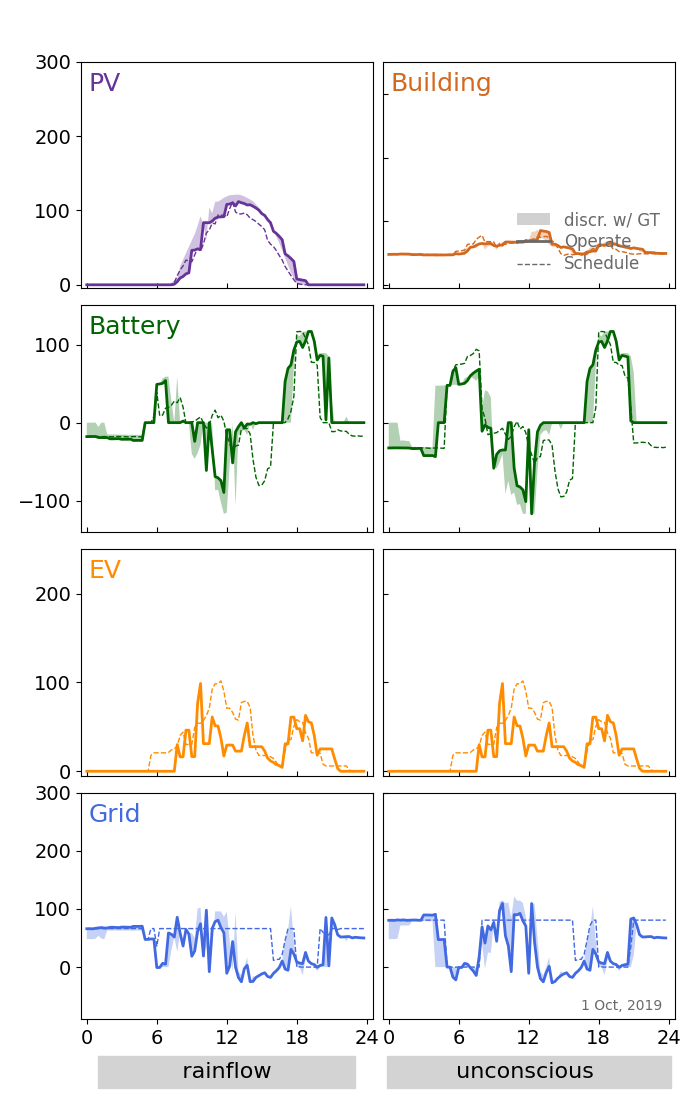 300
PV
Building
200
100
discr. w/ GT
Operate
Schedule
0
Battery
100
0
−100
EV
200
100
0
300
Grid
200
100
0
1 Oct, 2019
0 6 12 18 24 0 6 12 18 24
rainflow unconscious